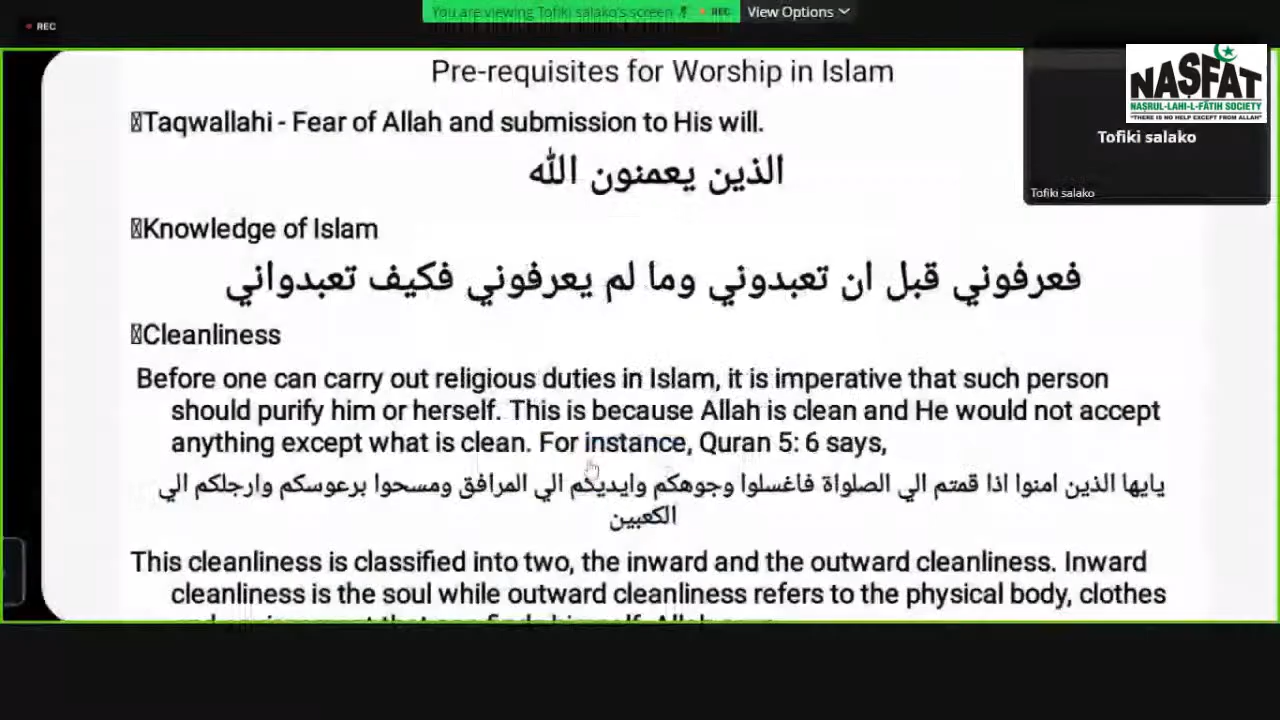 You are viewing Tofiki salako's screen REC View Options
REC
NASFAT
NAṢRUL-LAHI-L-FĀTIH SOCIETY
"THERE IS NO HELP EXCEPT FROM ALLAH"
Tofiki salako
Tofiki salako
Pre-requisites for Worship in Islam
Taqwallahi - Fear of Allah and submission to His will.
الذين يعمنون الله
Knowledge of Islam
فعرفوني قبل ان تعبدوني وما لم يعرفوني فكيف تعبدواني
Cleanliness
Before one can carry out religious duties in Islam, it is imperative that such person
should purify him or herself. This is because Allah is clean and He would not accept
anything except what is clean. For instance, Quran 5: 6 says,
يايها الذين امنوا اذا قمتم الي الصلواة فاغسلوا وجوهكم وايديكم الي المرافق ومسحوا برعوسكم وارجلكم الي
الكعبين
This cleanliness is classified into two, the inward and the outward cleanliness. Inward
cleanliness is the soul while outward cleanliness refers to the physical body, clothes